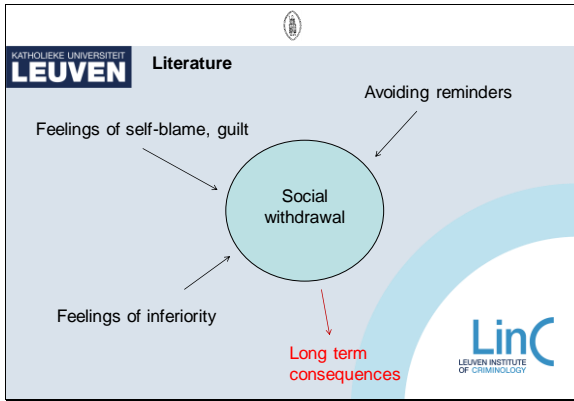 KATHOLIEKE UNIVERSITEIT
LEUVEN
Literature
Avoiding reminders
Feelings of self-blame, guilt
Social
withdrawal
Feelings of inferiority
Long term
consequences
LinC
LEUVEN INSTITUTE
OF CRIMINOLOGY